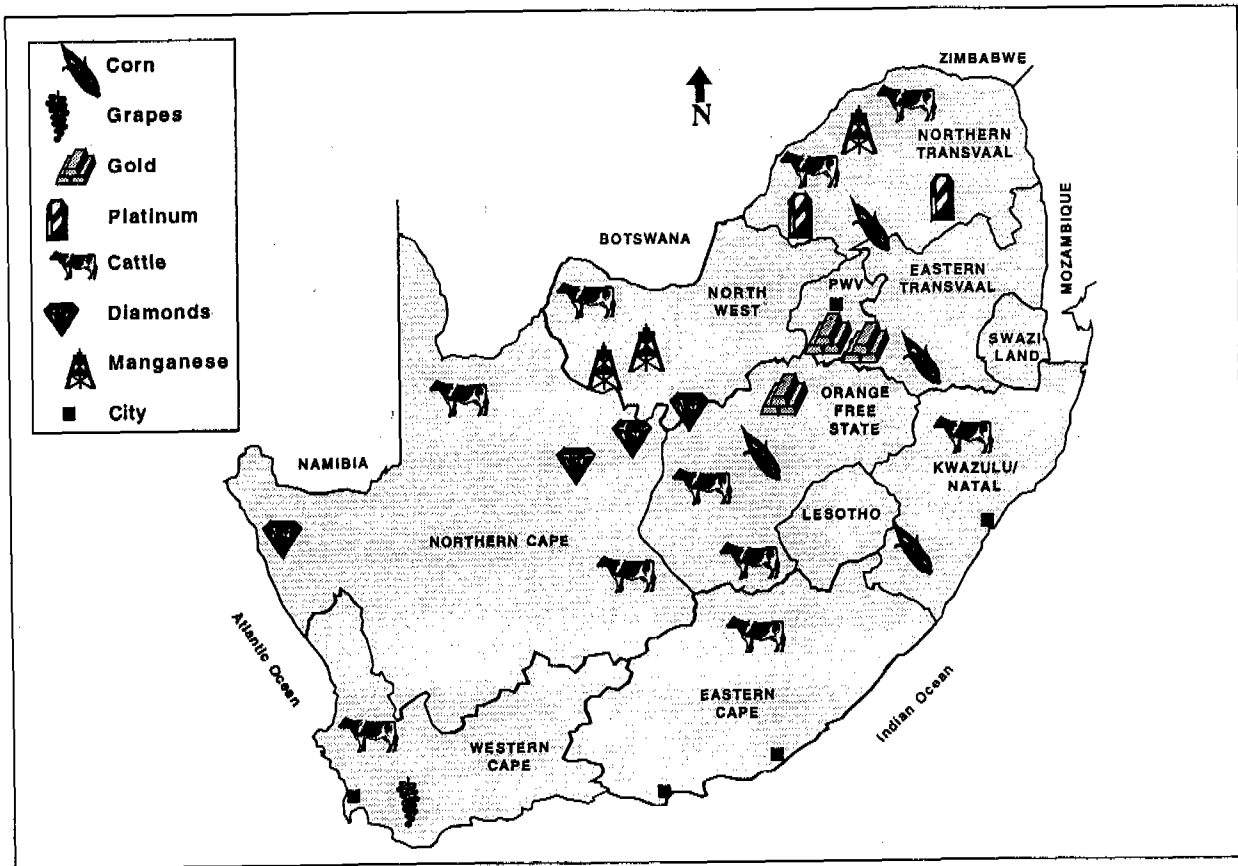 Corn
Grapes
Gold
Platinum
Cattle
Diamonds
Manganese
City
N
ZIMBABWE
NORTHERN
TRANSVAAL
MOZAMBIQUE
BOTSWANA
NORTH
WEST
PWV
EASTERN
TRANSVAAL
SWAZI
LAND
ORANGE
FREE
STATE
NAMIBIA
KWAZULU/
NATAL
LESOTHO
NORTHERN CAPE
Atlantic Ocean
EASTERN
CAPE
Indian Ocean
WESTERN
CAPE